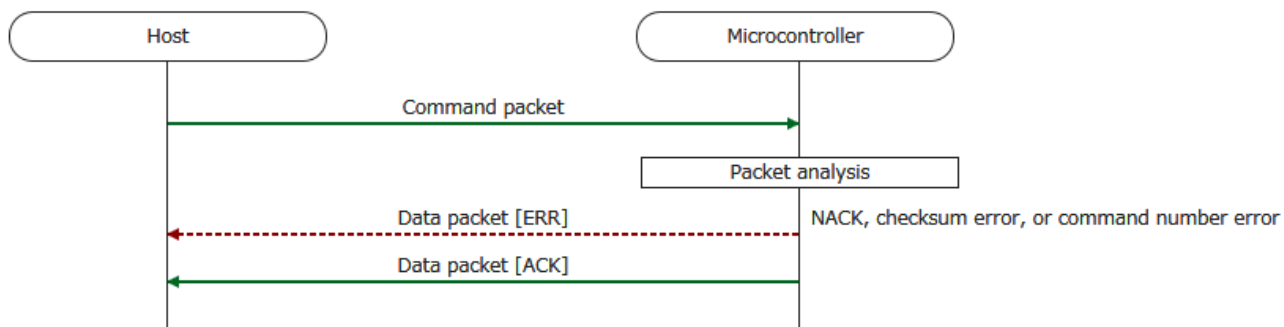 Host
Microcontroller
Command packet
Packet analysis
Data packet [ERR]
NACK, checksum error, or command number error
Data packet [ACK]